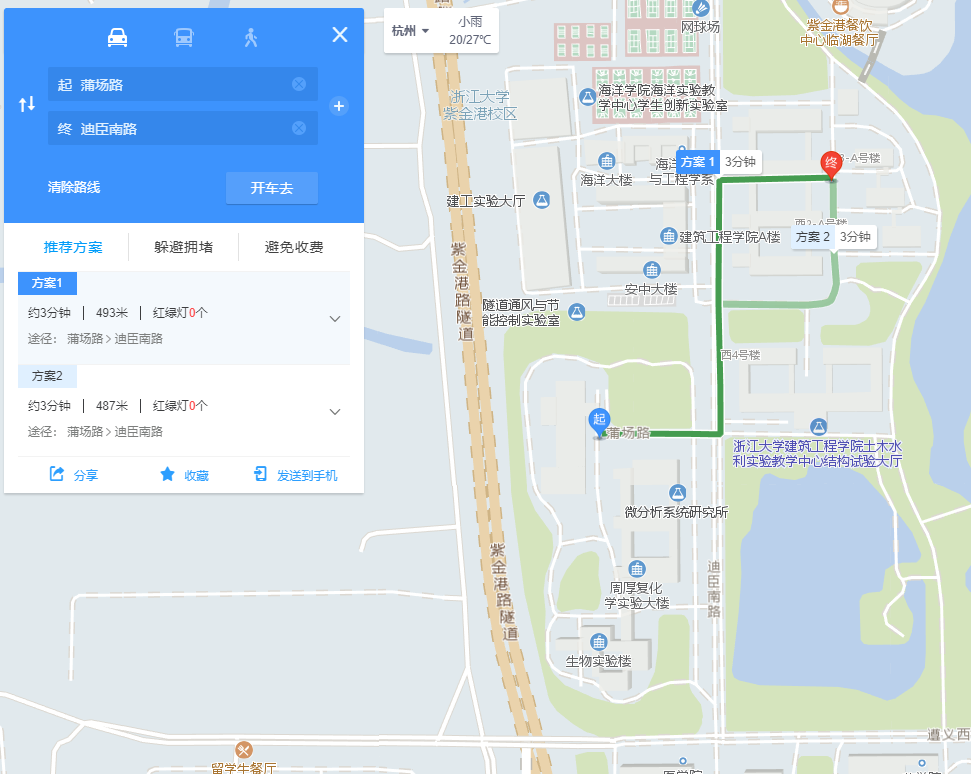 起 蒲场路
终 迪臣南路
清除路线
开车去
推荐方案
躲避拥堵
避免收费
方案1
约3分钟 | 493米 | 红绿灯0个
途径: 蒲场路 > 迪臣南路
方案2
约3分钟 | 487米 | 红绿灯0个
途径: 蒲场路 > 迪臣南路
分享
收藏
发送到手机
杭州
小雨
20/27℃
网球场
紫金港餐饮
中心临湖餐厅
浙江大学
紫金港校区
海洋学院海洋实验教
学中心学生创新实验室
海洋大楼
与工程学系
方案 1 3分钟
终
3-A号楼
建工实验大厅
建筑工程学院A楼
西2-A号楼
方案 2 3分钟
紫金港路隧道
安中大楼
隧道通风与节
能控制实验室
西4号楼
起
蒲场路
浙江大学建筑工程学院土木水
利实验教学中心结构试验大厅
微分析系统研究所
紫金港路隧道
周厚复化
学实验大楼
迪臣南路
生物实验楼
遵义西
留学生餐厅
医学院